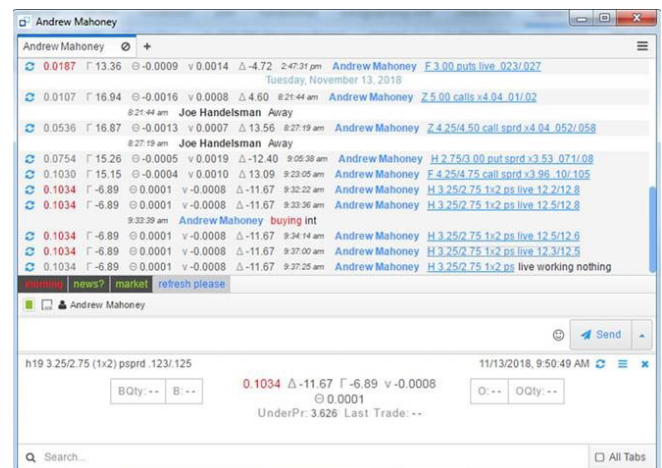 Andrew Mahoney
Andrew Mahoney
0.0187 Γ 13.36 Θ -0.0009 ν 0.0014 Δ -4.72 2:47:31 pm Andrew Mahoney F 3.00 puts live .023/.027
Tuesday, November 13, 2018
0.0107 Γ 16.94 Θ -0.0016 ν 0.0008 Δ 4.60 8:21:44 am Andrew Mahoney Z 5.00 calls x4.04 .01/.02
8:21:44 am Joe Handelsman Away
0.0536 Γ 16.87 Θ -0.0013 ν 0.0007 Δ 13.56 8:27:19 am Andrew Mahoney Z 4.25/4.50 call sprd x4.04 .052/.058
8:27:19 am Joe Handelsman Away
0.0754 Γ 15.26 Θ -0.0005 ν 0.0019 Δ -12.40 9:05:38 am Andrew Mahoney H 2.75/3.00 put sprd x3.53 .071/.08
0.1030 Γ 15.15 Θ -0.0004 ν 0.0010 Δ 13.09 9:23:05 am Andrew Mahoney F 4.25/4.75 call sprd x3.96 .10/.105
0.1034 Γ -6.89 Θ 0.0001 ν -0.0008 Δ -11.67 9:32:22 am Andrew Mahoney H 3.25/2.75 1x2 ps live 12.2/12.8
0.1034 Γ -6.89 Θ 0.0001 ν -0.0008 Δ -11.67 9:33:36 am Andrew Mahoney H 3.25/2.75 1x2 ps live 12.5/12.8
9:33:39 am Andrew Mahoney buying int
0.1034 Γ -6.89 Θ 0.0001 ν -0.0008 Δ -11.67 9:34:14 am Andrew Mahoney H 3.25/2.75 1x2 ps live 12.5/12.6
0.1034 Γ -6.89 Θ 0.0001 ν -0.0008 Δ -11.67 9:37:00 am Andrew Mahoney H 3.25/2.75 1x2 ps live 12.3/12.5
0.1034 Γ -6.89 Θ 0.0001 ν -0.0008 Δ -11.67 9:37:25 am Andrew Mahoney H 3.25/2.75 1x2 ps live working nothing
morning news? market refresh please
Andrew Mahoney
Send
h19 3.25/2.75 (1x2) psprd .123/.125 11/13/2018, 9:50:49 AM
BQty: -- B: -- 0.1034 Δ -11.67 Γ -6.89 ν -0.0008 O: -- OQty: --
Θ 0.0001
UnderPr: 3.626 Last Trade: --
Search... All Tabs